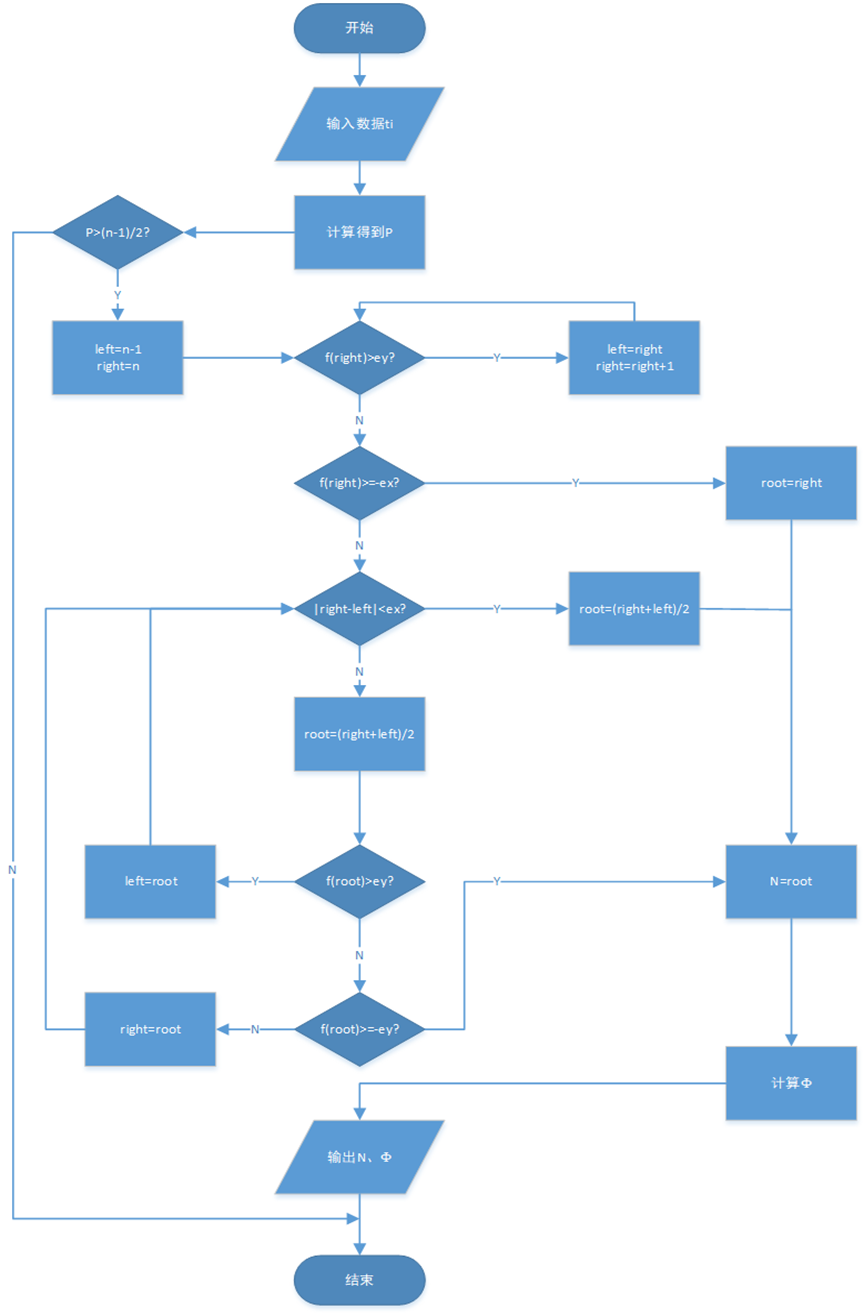 开始
输入数据ti
计算得到P
P>(n-1)/2?
Y
left=n-1
right=n
f(right)>ey?
Y
left=right
right=right+1
N
f(right)>=-ex?
Y
root=right
N
|right-left|<ex?
Y
root=(right+left)/2
N
root=(right+left)/2
N
f(root)>ey?
Y
left=root
Y
N=root
N
f(root)>=-ey?
N
right=root
计算Φ
输出N、Φ
结束